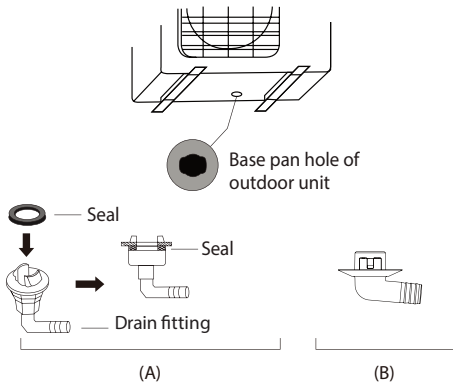 Base pan hole of
outdoor unit
Seal
Seal
Drain fitting
(A)
(B)